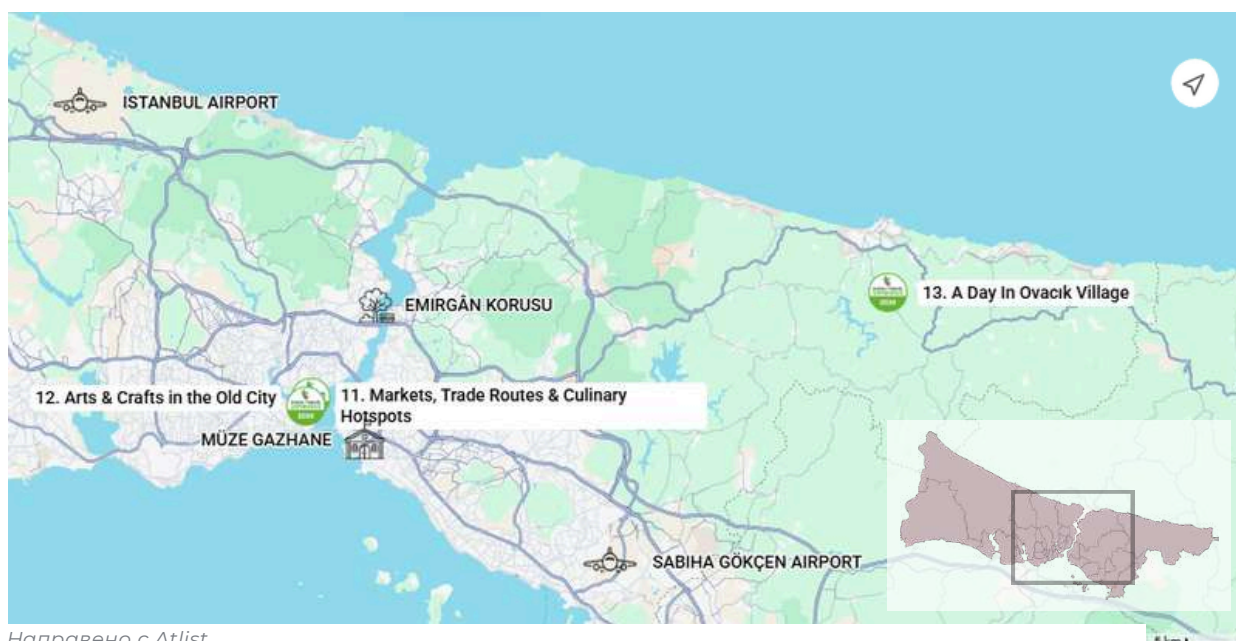 ISTANBUL AIRPORT
EMIRGÂN KORUSU
13. A Day In Ovacık Village
12. Arts & Crafts in the Old City
11. Markets, Trade Routes & Culinary
Hotspots
MÜZE GAZHANE
SABIHA GÖKÇEN AIRPORT
Направено с Atlist